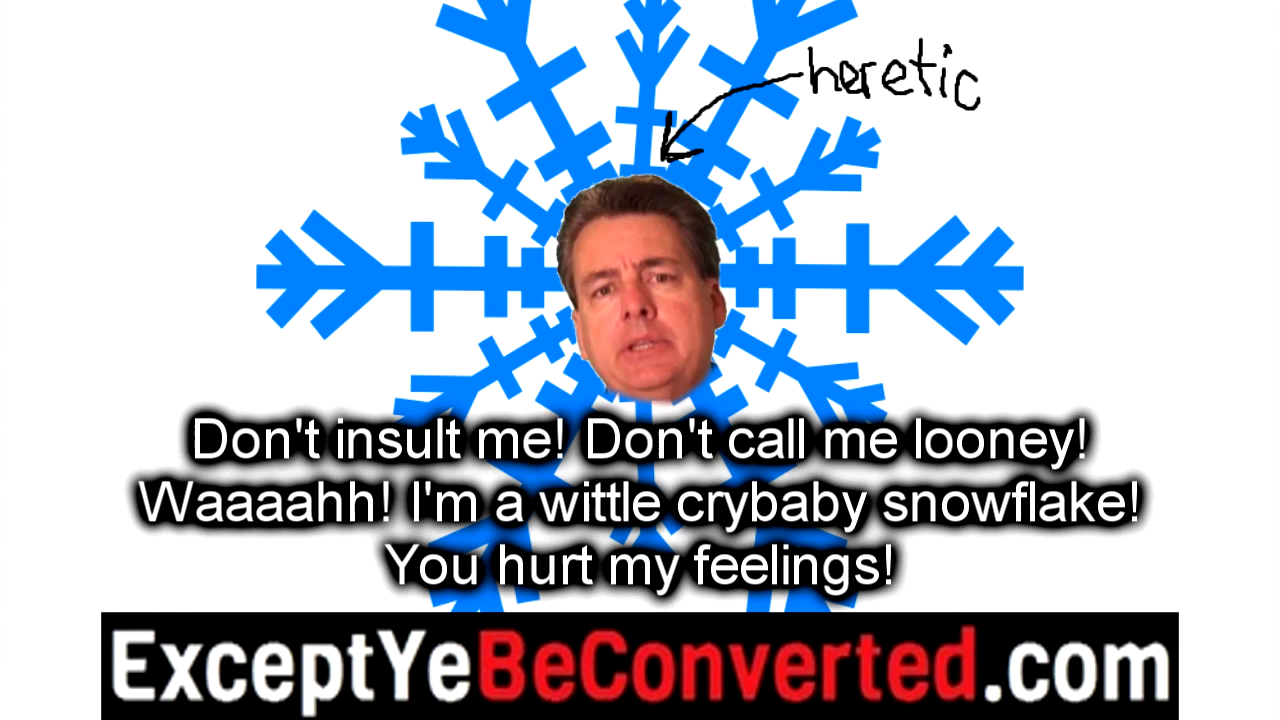 heretic
Don't insult me! Don't call me looney!
Waaaahh! I'm a wittle crybaby snowflake!
You hurt my feelings!
ExceptYeBeConverted.com